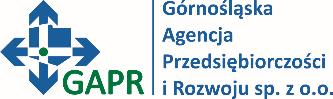 GAPR
Górnośląska
Agencja
Przedsiębiorczości
i Rozwoju sp. z o.o.